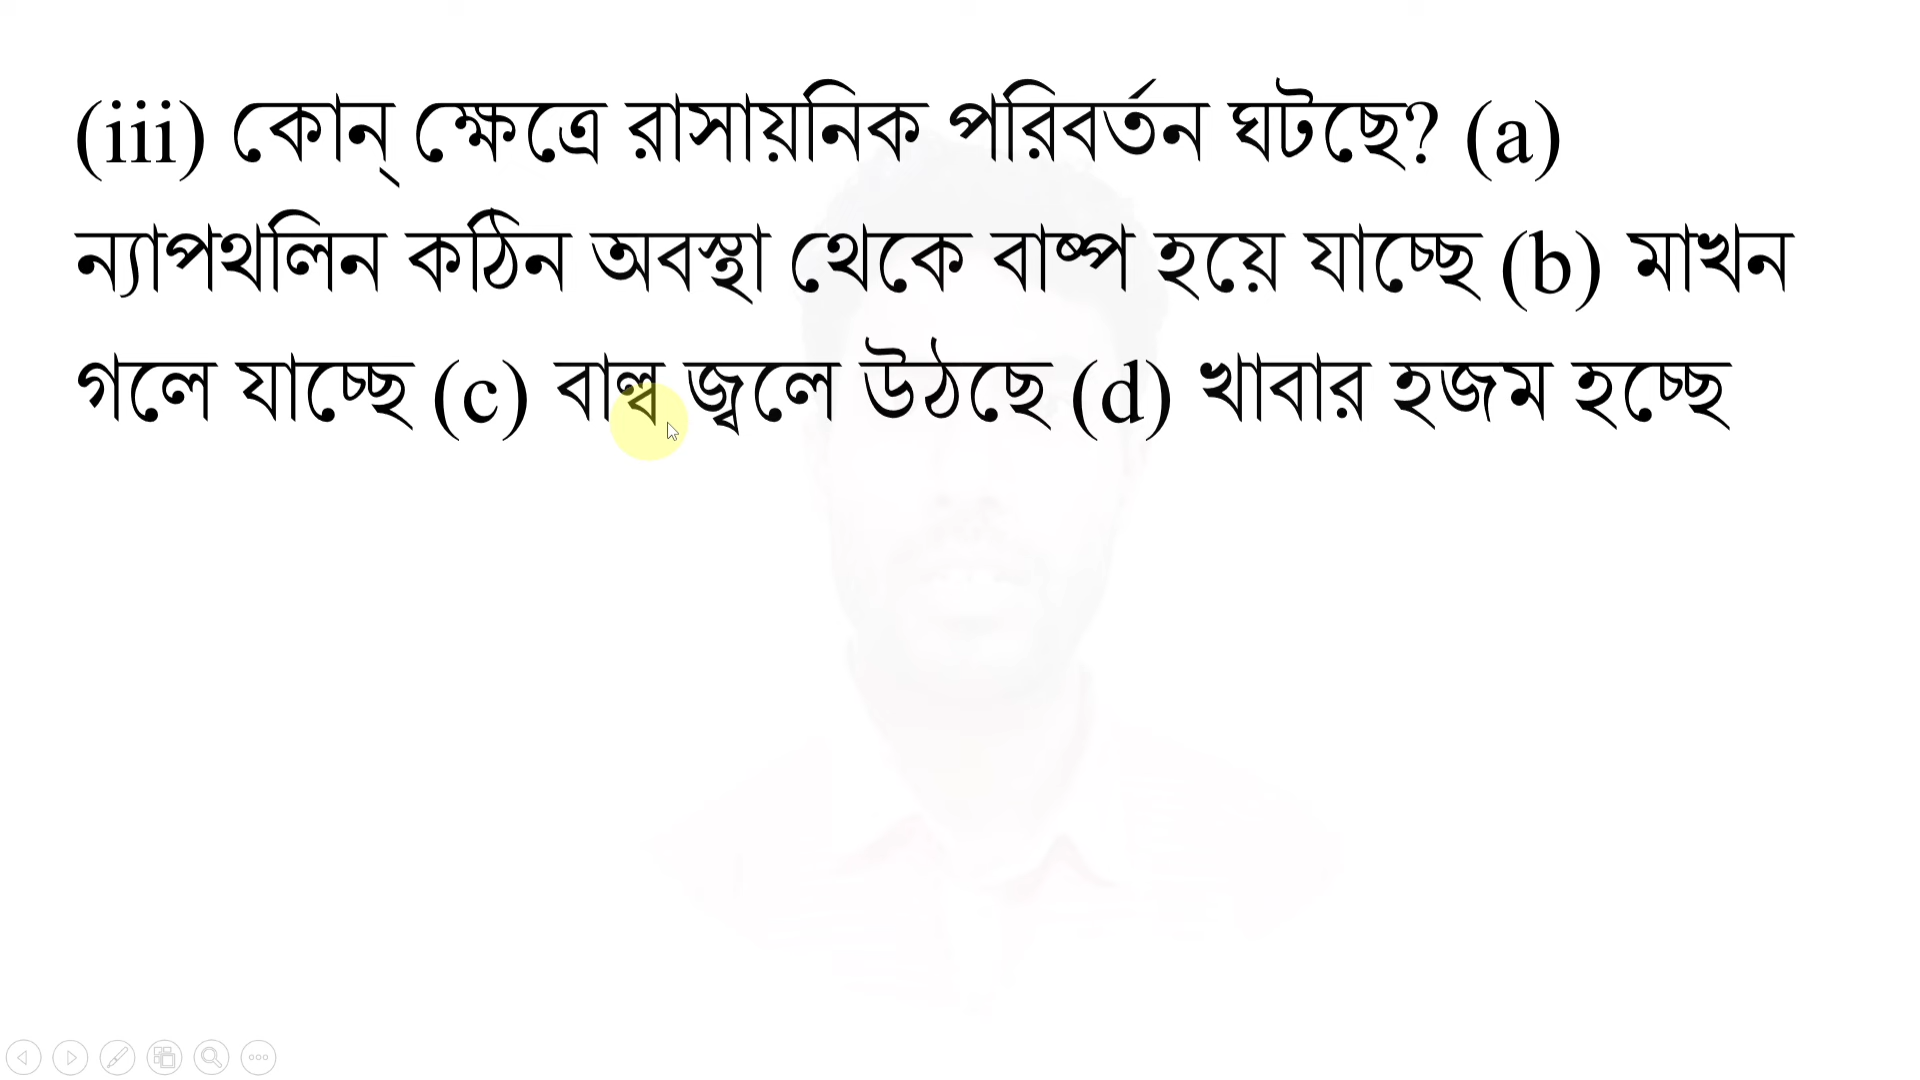 (iii) কোন্ ক্ষেত্রে রাসায়নিক পরিবর্তন ঘটছে? (a)
ন্যাপথলিন কঠিন অবস্থা থেকে বাষ্প হয়ে যাচ্ছে (b) মাখন
গলে যাচ্ছে (c) বাল্ব জ্বলে উঠছে (d) খাবার হজম হচ্ছে